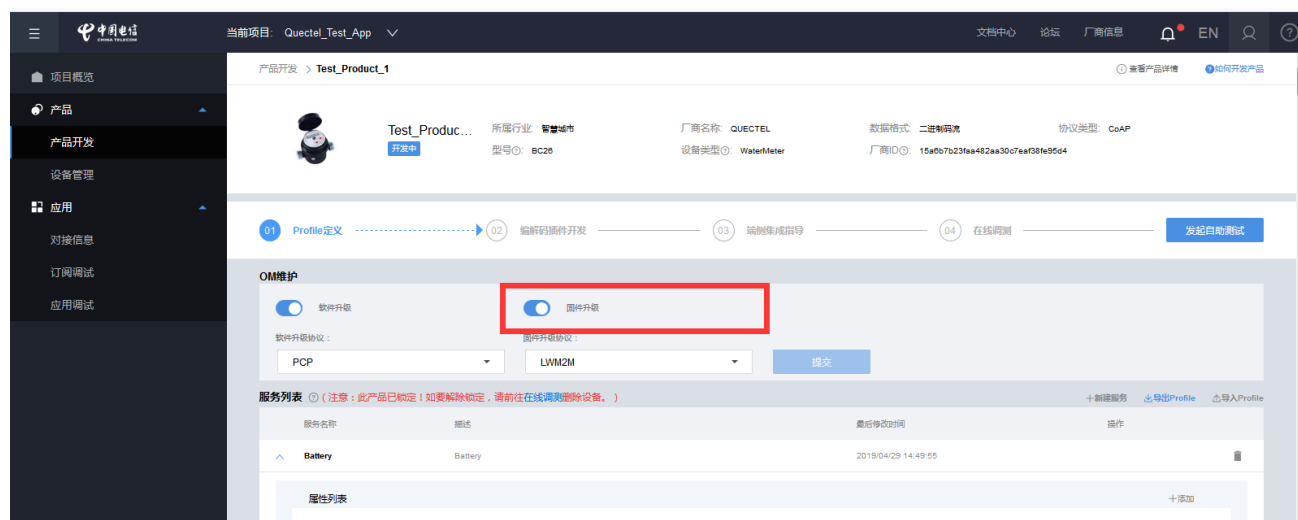 中国电信 当前项目: Quectel_Test_App 文档中心 论坛 厂商信息 EN
CHINA TELECOM
项目概览
产品
产品开发
设备管理
应用
对接信息
订阅调试
应用调试
产品开发 > Test_Product_1 查看产品详情 如何开发产品
Test_Produc... 所属行业: 智慧城市 厂商名称: QUECTEL 数据格式: 二进制码流 协议类型: CoAP
开发中 型号: BC26 设备类型: WaterMeter 厂商ID: 15a6b7b23faa482aa30c7eaf38fe95d4
01 Profile定义 02 编解码插件开发 03 端侧集成指导 04 在线调测 发起自助测试
OM维护
软件升级 固件升级
软件升级协议: 固件升级协议:
PCP LWM2M 提交
服务列表 (注意:此产品已锁定!如要解除锁定,请前往在线调测删除设备。) +新建服务 导出Profile 导入Profile
服务名称 描述 最后修改时间 操作
Battery Battery 2019/04/29 14:49:55
属性列表 +添加